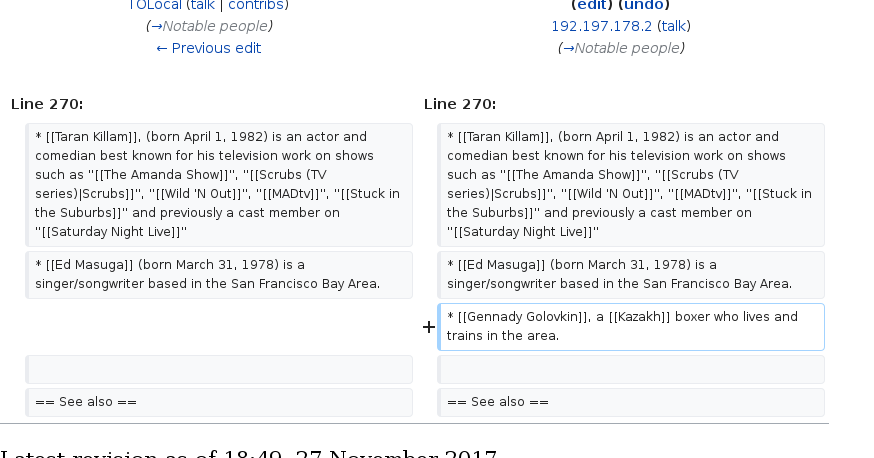 TOLocal (talk | contribs)
(→Notable people)
← Previous edit
(edit) (undo)
192.197.178.2 (talk)
(→Notable people)
Line 270:
* [[Taran Killam]], (born April 1, 1982) is an actor and
comedian best known for his television work on shows
such as ''[[The Amanda Show]]'', ''[[Scrubs (TV
series)|Scrubs]]'', ''[[Wild 'N Out]]'', ''[[MADtv]]'', ''[[Stuck in
the Suburbs]]'' and previously a cast member on
''[[Saturday Night Live]]''
* [[Ed Masuga]] (born March 31, 1978) is a
singer/songwriter based in the San Francisco Bay Area.
== See also ==
Line 270:
* [[Taran Killam]], (born April 1, 1982) is an actor and
comedian best known for his television work on shows
such as ''[[The Amanda Show]]'', ''[[Scrubs (TV
series)|Scrubs]]'', ''[[Wild 'N Out]]'', ''[[MADtv]]'', ''[[Stuck in
the Suburbs]]'' and previously a cast member on
''[[Saturday Night Live]]''
* [[Ed Masuga]] (born March 31, 1978) is a
singer/songwriter based in the San Francisco Bay Area.
+ * [[Gennady Golovkin]], a [[Kazakh]] boxer who lives and
trains in the area.
== See also ==
Latest revision as of 18:49, 27 November 2017